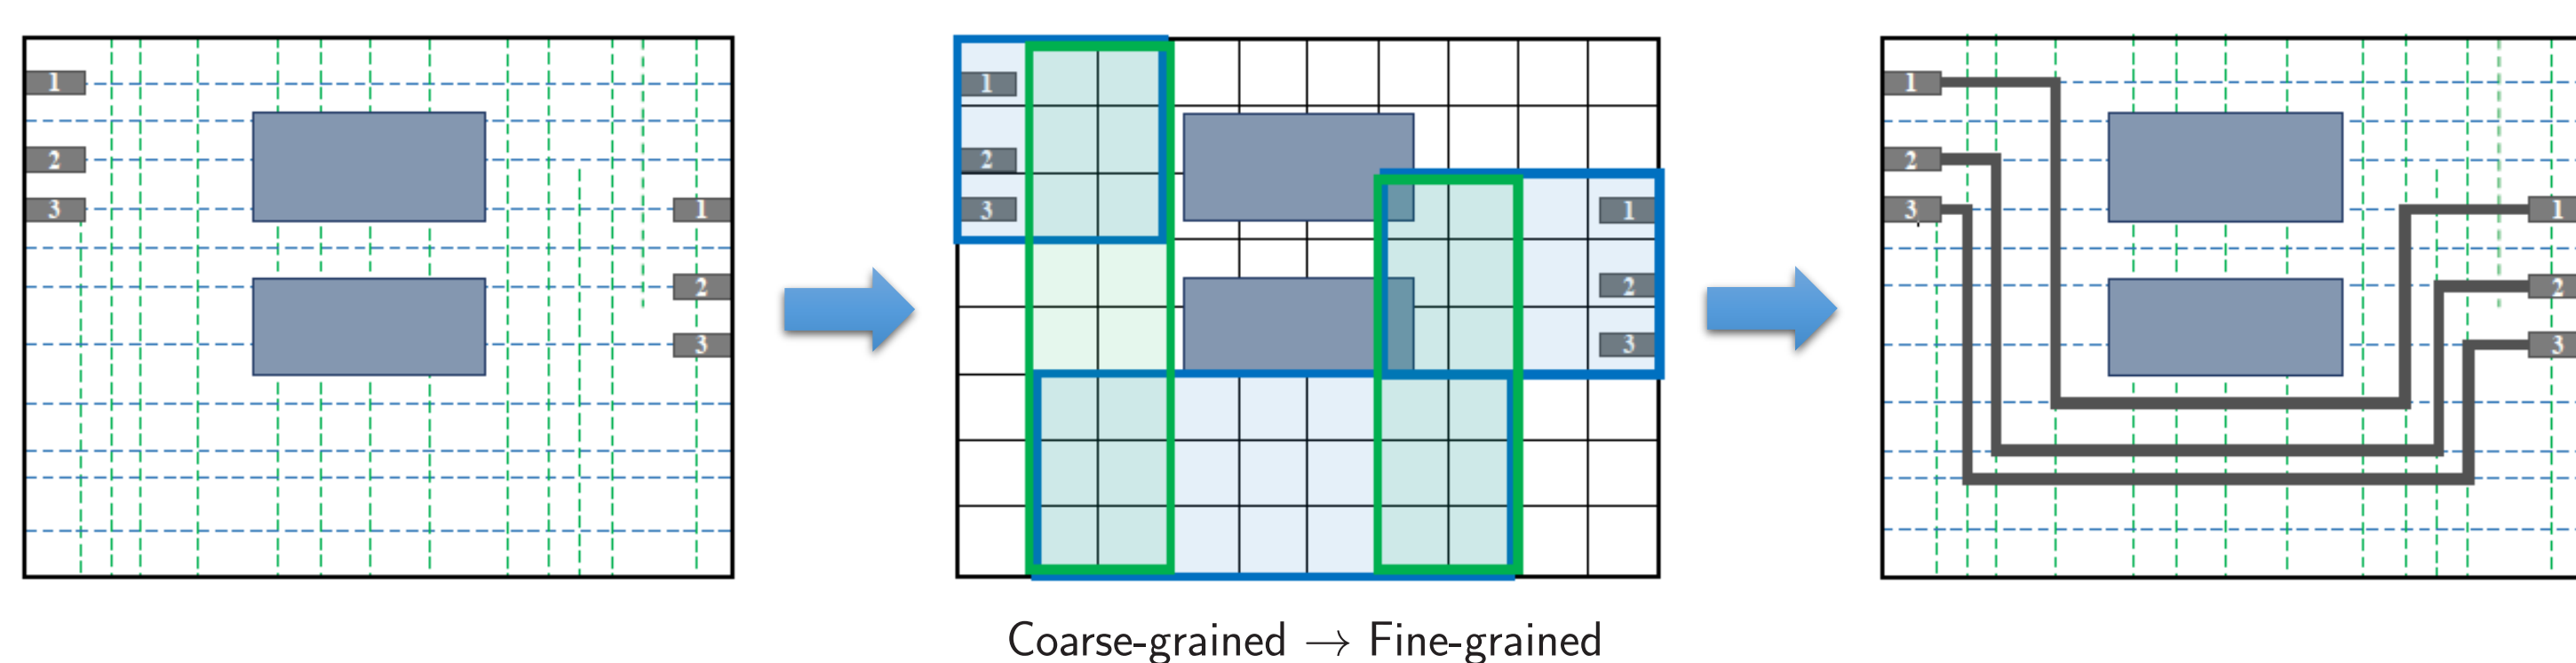 1 1 1
2 2 2
3 3 3
1 1 1
2 2 2
3 3 3
Coarse-grained → Fine-grained